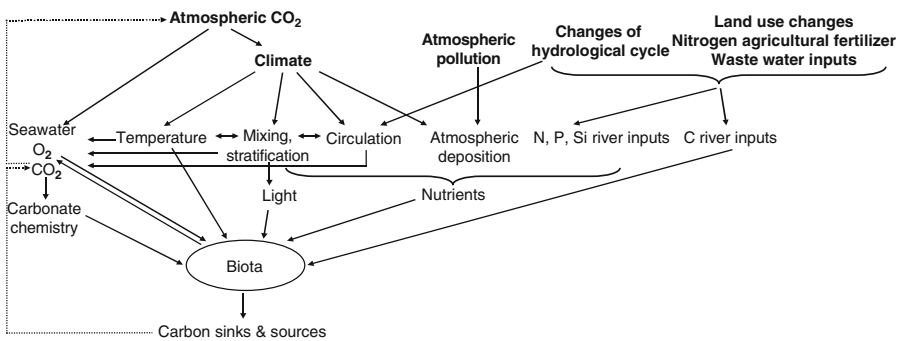 Atmospheric CO2
Climate
Atmospheric
pollution
Changes of
hydrological cycle
Land use changes
Nitrogen agricultural fertilizer
Waste water inputs
Seawater
O2
CO2
Temperature
Mixing,
stratification
Circulation
Atmospheric
deposition
N, P, Si river inputs
C river inputs
Carbonate
chemistry
Light
Nutrients
Biota
Carbon sinks & sources